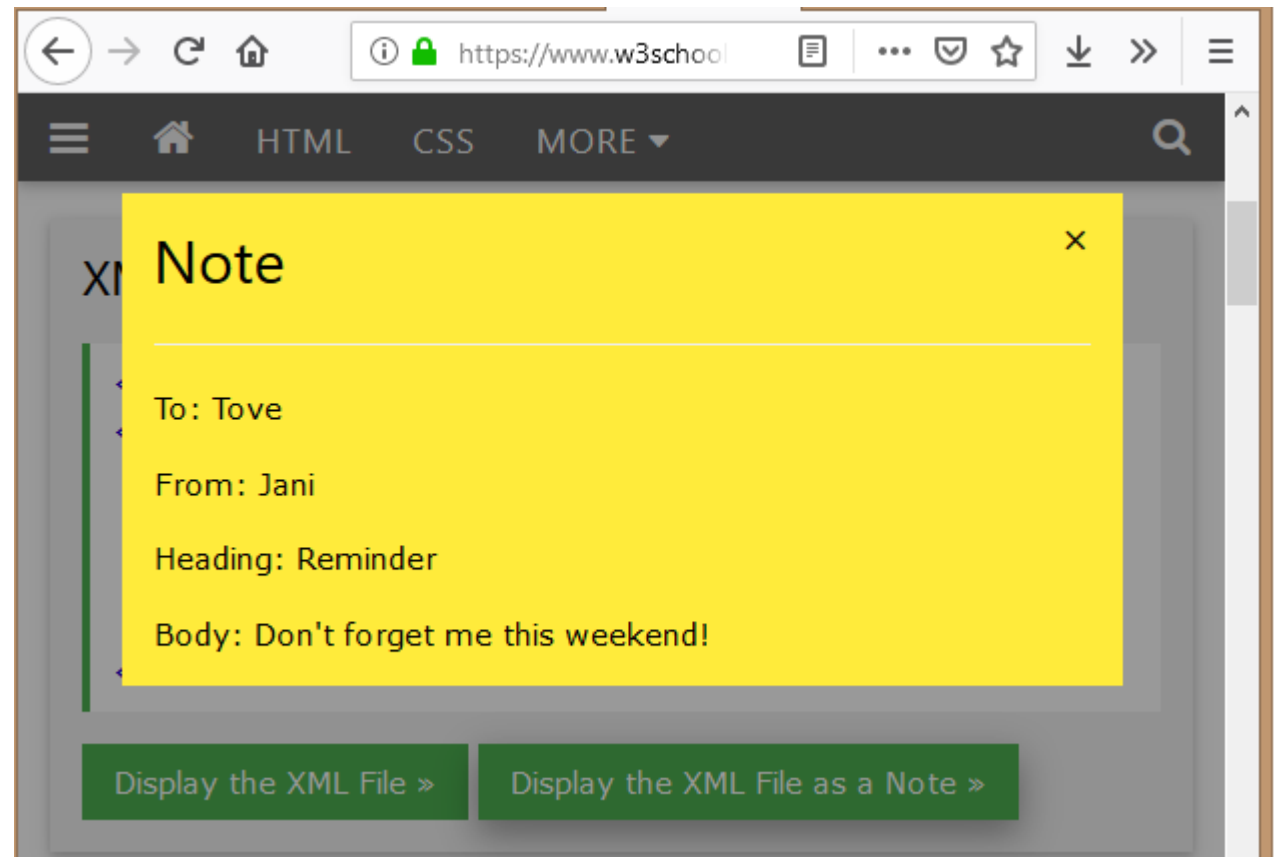 https://www.w3school
HTML CSS MORE
Note
×
To: Tove
From: Jani
Heading: Reminder
Body: Don't forget me this weekend!
Display the XML File » Display the XML File as a Note »